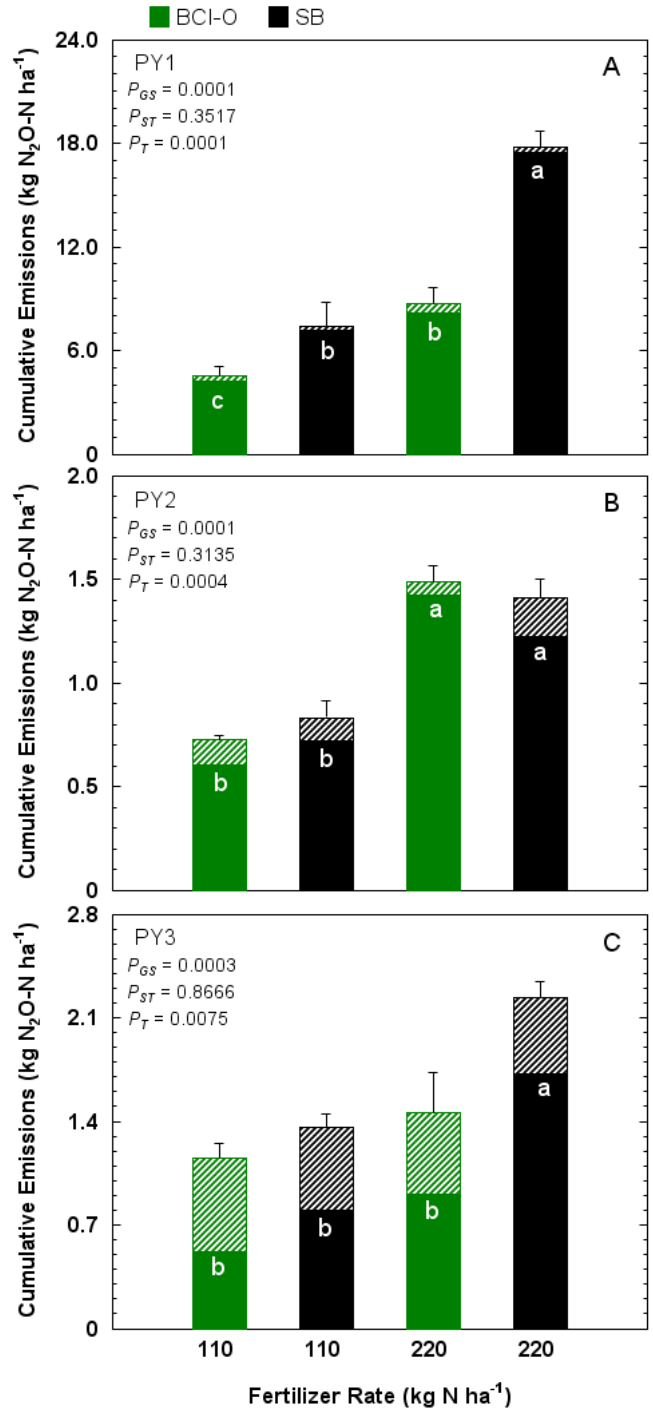 BCI-O SB
24.0
18.0
12.0
6.0
0
PY1
P_GS = 0.0001
P_ST = 0.3517
P_T = 0.0001
A
c
b
b
a
Cumulative Emissions (kg N₂O-N ha⁻¹)
2.0
1.5
1.0
0.5
0
PY2
P_GS = 0.0001
P_ST = 0.3135
P_T = 0.0004
B
b
b
a
a
Cumulative Emissions (kg N₂O-N ha⁻¹)
2.8
2.1
1.4
0.7
0
PY3
P_GS = 0.0003
P_ST = 0.8666
P_T = 0.0075
C
b
b
b
a
Cumulative Emissions (kg N₂O-N ha⁻¹)
110 110 220 220
Fertilizer Rate (kg N ha⁻¹)